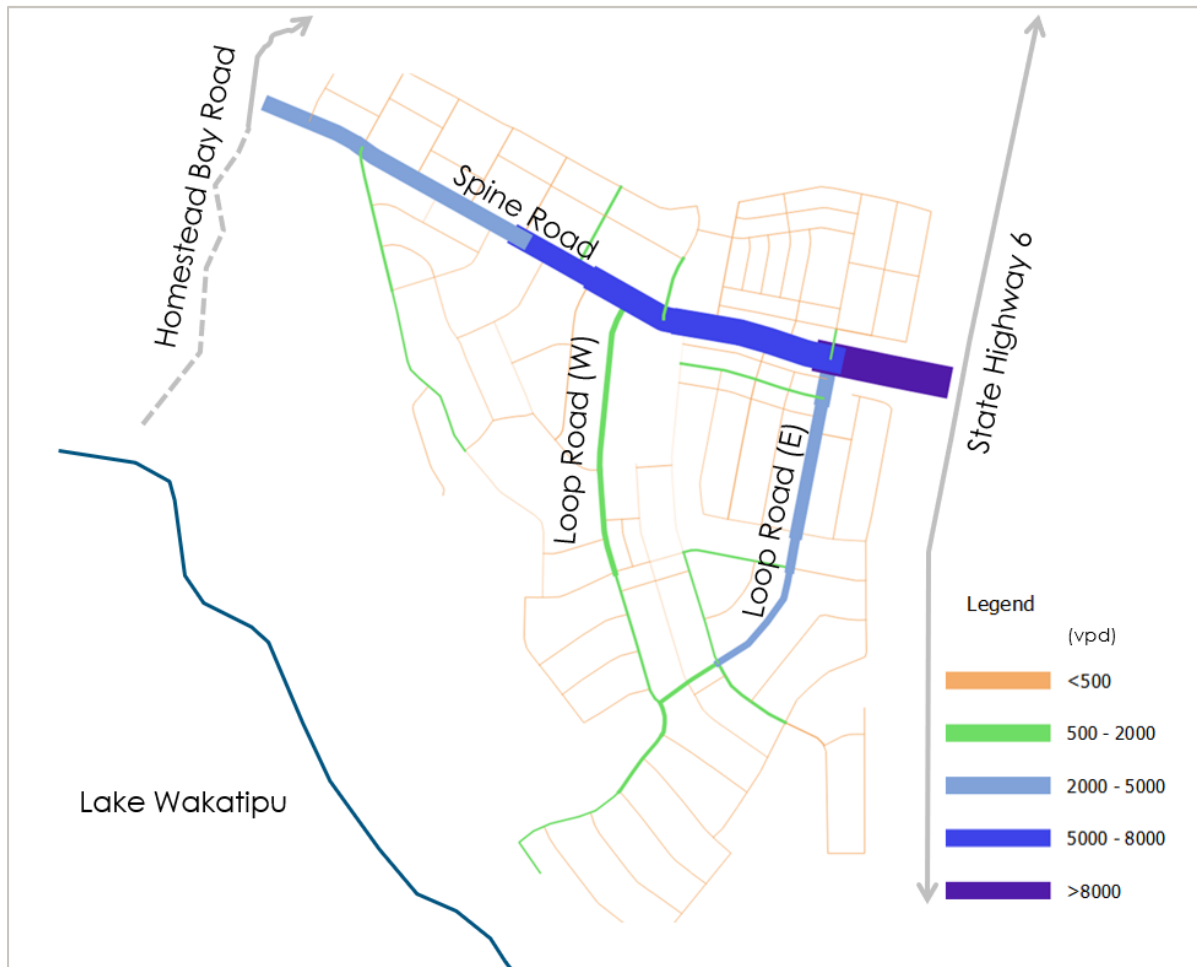 Homestead Bay Road
Spine Road
State Highway 6
Loop Road (W)
Loop Road (E)
Lake Wakatipu
Legend
(vpd)
<500
500 - 2000
2000 - 5000
5000 - 8000
>8000